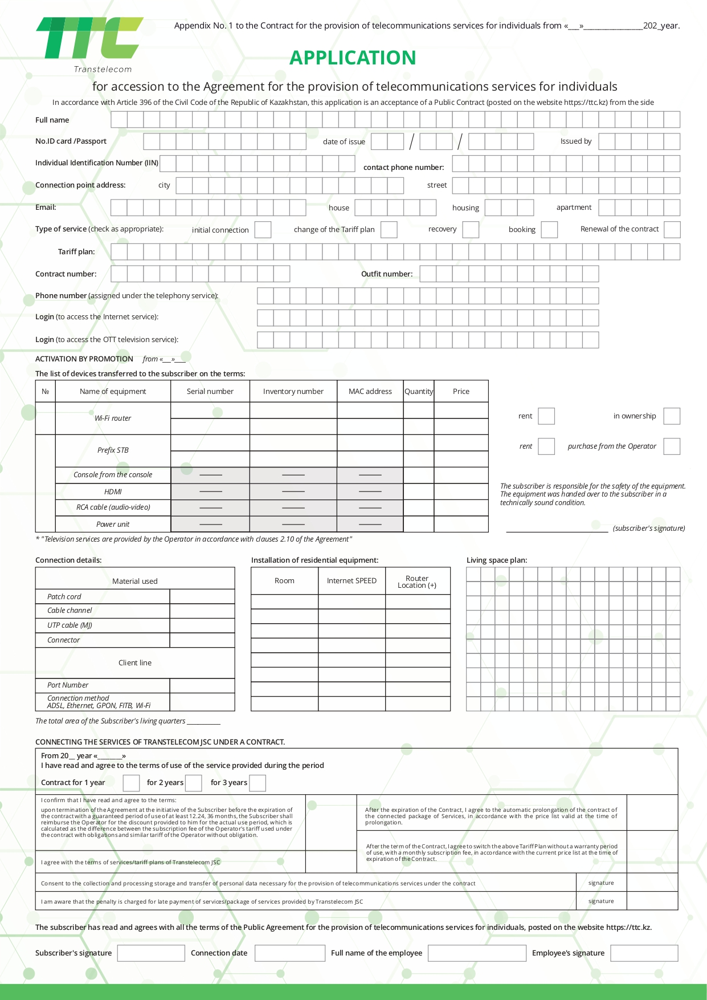 TTC
Transtelecom
Appendix No. 1 to the Contract for the provision of telecommunications services for individuals from «__»______________202_year.
APPLICATION
for accession to the Agreement for the provision of telecommunications services for individuals
In accordance with Article 396 of the Civil Code of the Republic of Kazakhstan, this application is an acceptance of a Public Contract (posted on the website https://ttc.kz) from the side
Full name
No.ID card /Passport date of issue / / Issued by
Individual Identification Number (IIN) contact phone number:
Connection point address: city street
Email: house housing apartment
Type of service (check as appropriate): initial connection change of the Tariff plan recovery booking Renewal of the contract
Tariff plan:
Contract number: Outfit number:
Phone number (assigned under the telephony service):
Login (to access the Internet service):
Login (to access the OTT television service):
ACTIVATION BY PROMOTION from «__»___
The list of devices transferred to the subscriber on the terms:
№ Name of equipment Serial number Inventory number MAC address Quantity Price
Wi-Fi router
rent in ownership
Prefix STB
rent purchase from the Operator
Console from the console
HDMI
RCA cable (audio-video)
Power unit
The subscriber is responsible for the safety of the equipment.
The equipment was handed over to the subscriber in a
technically sound condition.
(subscriber's signature)
* "Television services are provided by the Operator in accordance with clauses 2.10 of the Agreement"
Connection details:
Material used
Patch cord
Cable channel
UTP cable (MJ)
Connector
Client line
Port Number
Connection method
ADSL, Ethernet, GPON, FITB, Wi-Fi
Installation of residential equipment:
Room Internet SPEED Router
Location (+)
Living space plan:
The total area of the Subscriber's living quarters _________
CONNECTING THE SERVICES OF TRANSTELECOM JSC UNDER A CONTRACT.
From 20__ year «_______»
I have read and agree to the terms of use of the service provided during the period
Contract for 1 year for 2 years for 3 years
I confirm that I have read and agree to the terms:
upon termination of the Agreement at the initiative of the Subscriber before the expiration of
the contract with a guaranteed period of use of at least 12.24, 36 months, the Subscriber shall
reimburse the Operator for the discount provided to him for the actual use period, which is
calculated as the difference between the subscription fee of the Operator's tariff used under
the contract with obligations and similar tariff of the Operator without obligation.
I agree with the terms of services/tariff plans of Transtelecom JSC
After the expiration of the Contract, I agree to the automatic prolongation of the contract of
the connected package of Services, in accordance with the price list valid at the time of
prolongation.
After the term of the Contract, I agree to switch the above Tariff Plan without a warranty period
of use, with a monthly subscription fee, in accordance with the current price list at the time of
expiration of the Contract.
Consent to the collection and processing storage and transfer of personal data necessary for the provision of telecommunications services under the contract signature
I am aware that the penalty is charged for late payment of services/package of services provided by Transtelecom JSC signature
The subscriber has read and agrees with all the terms of the Public Agreement for the provision of telecommunications services for individuals, posted on the website https://ttc.kz.
Subscriber's signature Connection date Full name of the employee Employee's signature